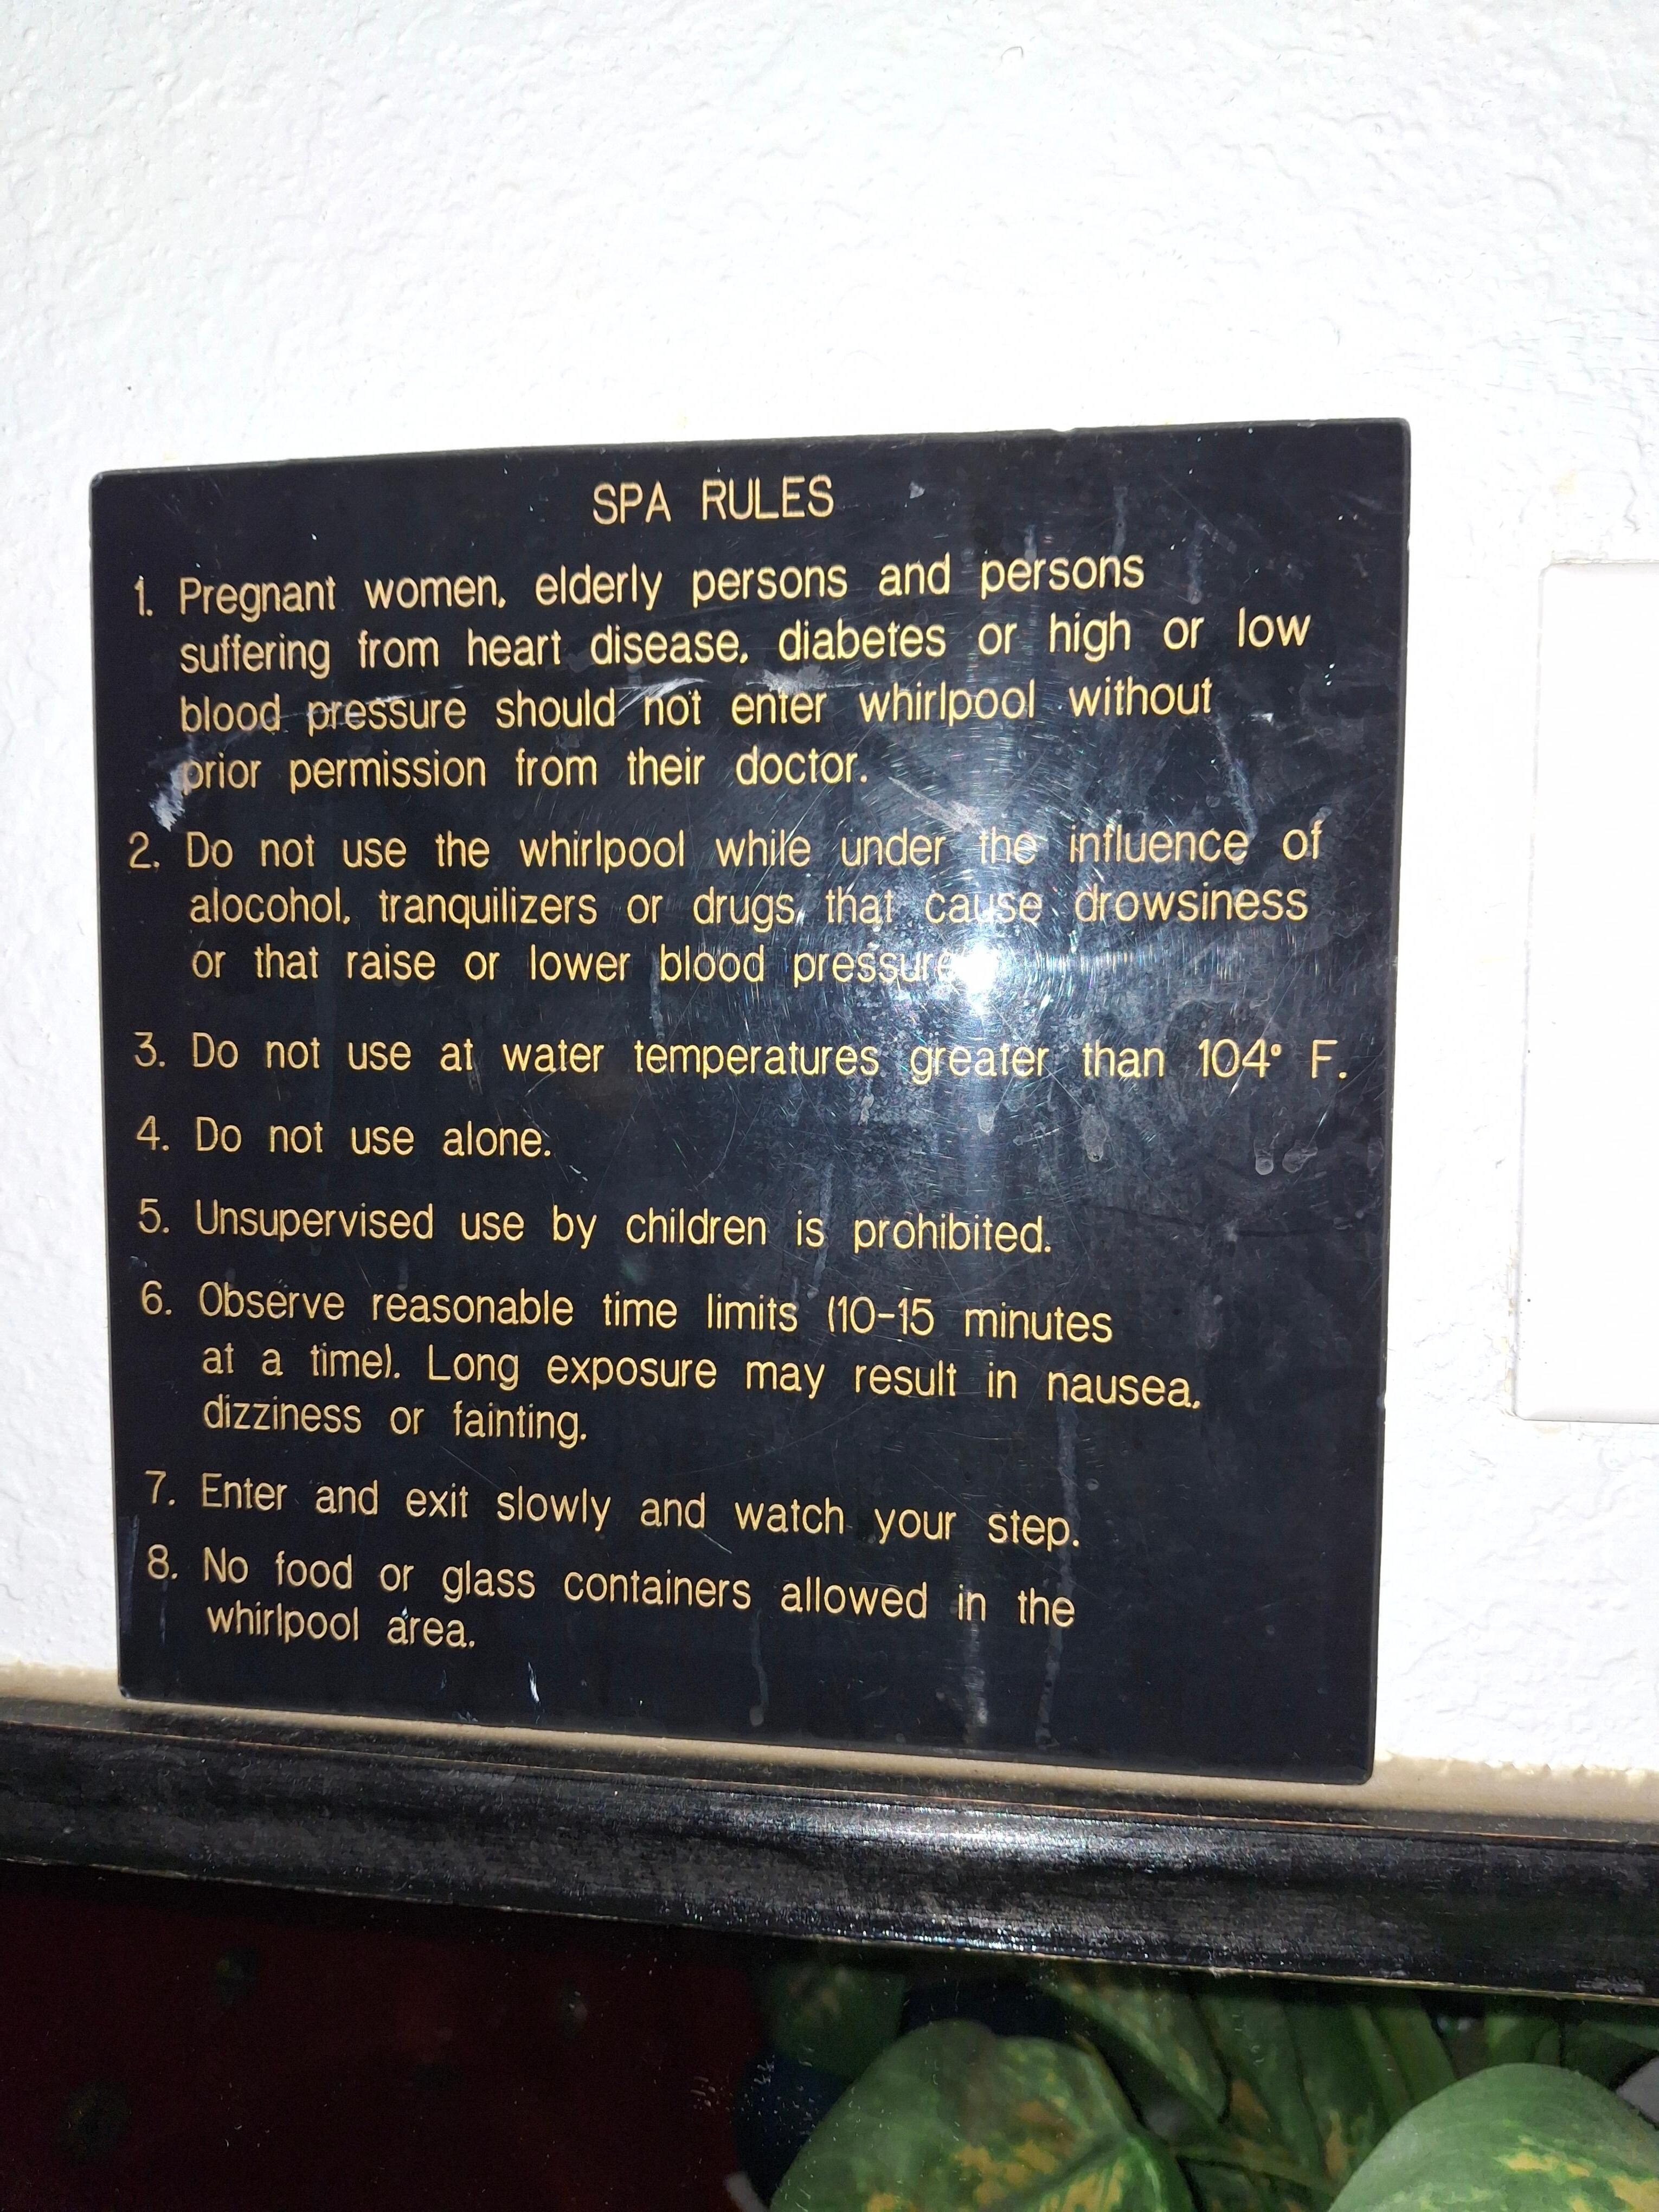 SPA RULES
1. Pregnant women, elderly persons and persons
suffering from heart disease, diabetes or high or low
blood pressure should not enter whirlpool without
prior permission from their doctor.
2. Do not use the whirlpool while under the influence of
alocohol, tranquilizers or drugs that cause drowsiness
or that raise or lower blood pressure
3. Do not use at water temperatures greater than 104° F.
4. Do not use alone.
5. Unsupervised use by children is prohibited.
6. Observe reasonable time limits (10-15 minutes
at a time). Long exposure may result in nausea,
dizziness or fainting.
7. Enter and exit slowly and watch your step.
8. No food or glass containers allowed in the
whirlpool area.